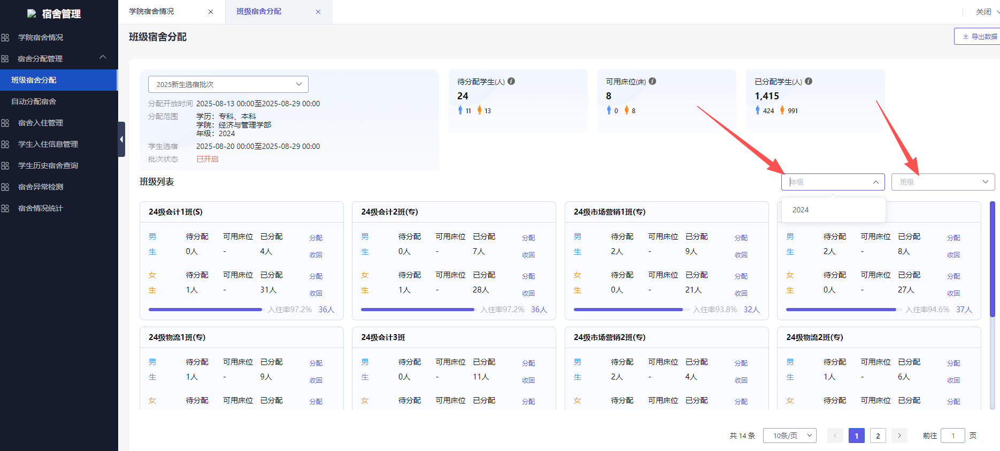 宿舍管理
学院宿舍情况
宿舍分配管理
班级宿舍分配
自动分配宿舍
宿舍入住管理
学生入住信息管理
学生历史宿舍查询
宿舍异常检测
宿舍情况统计
学院宿舍情况 班级宿舍分配 关闭
班级宿舍分配 导出数据
2025新生选宿批次
分配开放时间 2025-08-13 00:00至2025-08-29 00:00
分配范围 学历：专科、本科
学院：经济与管理学部
年级：2024
学生选宿 2025-08-20 00:00至2025-08-29 00:00
批次状态 已开启
待分配学生(人)
24
11 13
可用床位(床)
8
0 8
已分配学生(人)
1,415
424 991
班级列表 年级 班级
2024
24级会计1班(S)
男生 待分配 可用床位 已分配 分配
0人 - 4人 收回
女生 待分配 可用床位 已分配 分配
1人 - 31人 收回
入住率97.2% 36人
24级会计2班(专)
男生 待分配 可用床位 已分配 分配
0人 - 7人 收回
女生 待分配 可用床位 已分配 分配
1人 - 28人 收回
入住率97.2% 36人
24级市场营销1班(专)
男生 待分配 可用床位 已分配 分配
2人 - 9人 收回
女生 待分配 可用床位 已分配 分配
0人 - 21人 收回
入住率93.8% 32人
男生 待分配 可用床位 已分配 分配
2人 - 8人 收回
女生 待分配 可用床位 已分配 分配
0人 - 27人 收回
入住率94.6% 37人
24级物流1班(专)
男生 待分配 可用床位 已分配 分配
1人 - 9人 收回
女 待分配 可用床位 已分配 分配
24级会计3班
男生 待分配 可用床位 已分配 分配
0人 - 11人 收回
女 待分配 可用床位 已分配 分配
24级市场营销2班(专)
男生 待分配 可用床位 已分配 分配
2人 - 4人 收回
女 待分配 可用床位 已分配 分配
24级物流2班(专)
男生 待分配 可用床位 已分配 分配
1人 - 6人 收回
女 待分配 可用床位 已分配 分配
共 14 条 10条/页 1 2 前往 1 页